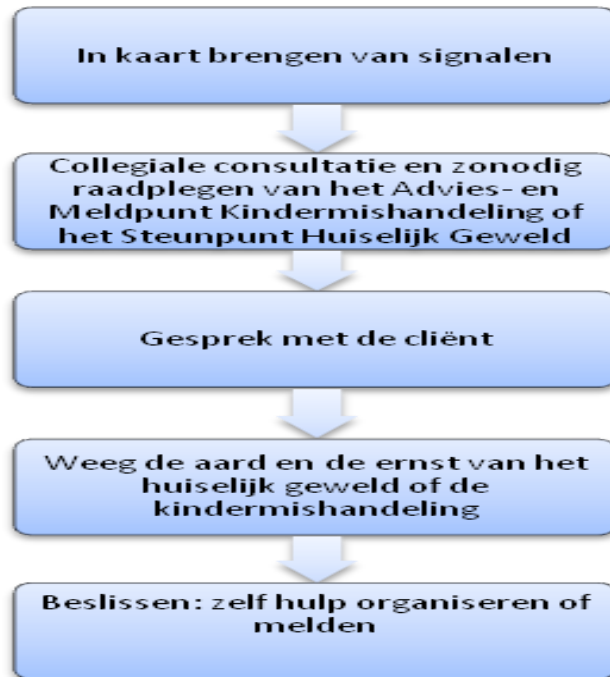 In kaart brengen van signalen
Collegiale consultatie en zonodig
raadplegen van het Advies- en
Meldpunt Kindermishandeling of
het Steunpunt Huiselijk Geweld
Gesprek met de cliënt
Weeg de aard en de ernst van het
huiselijk geweld of de
kindermishandeling
Beslissen: zelf hulp organiseren of
melden